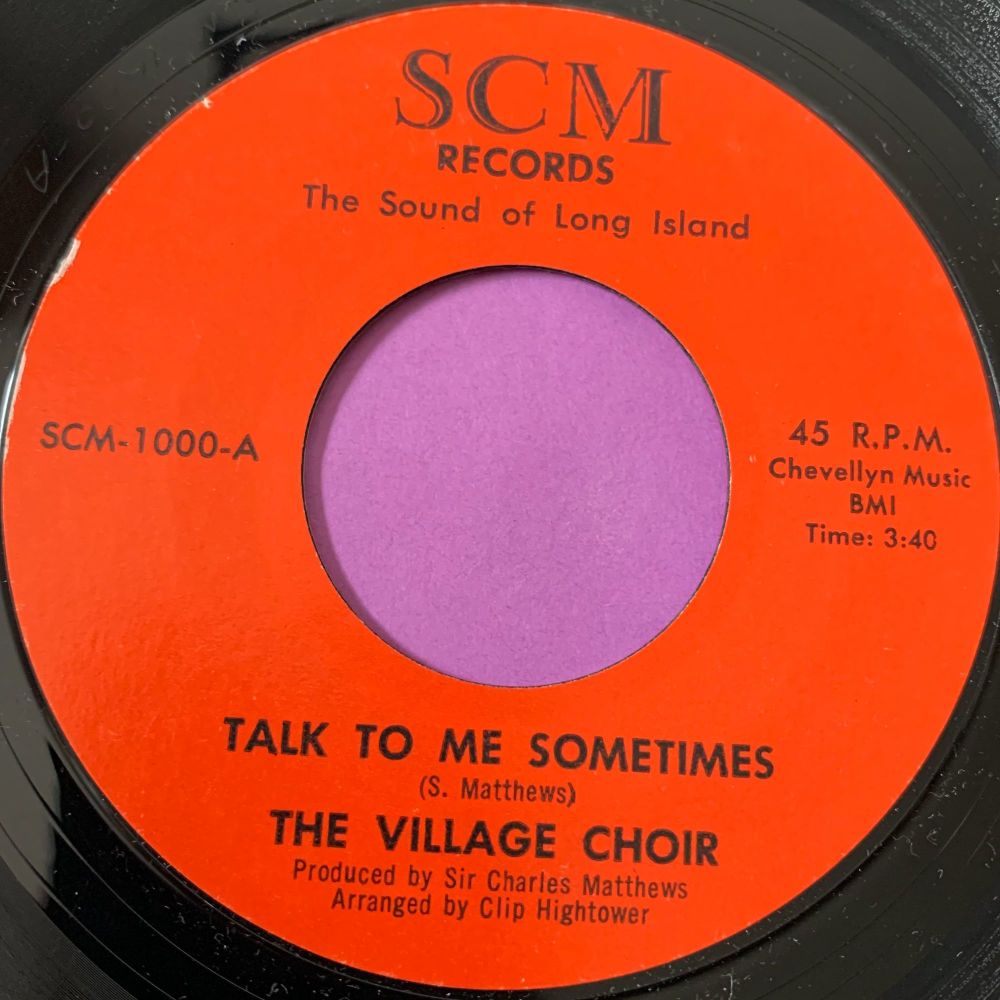 SCM
RECORDS
The Sound of Long Island
SCM-1000-A
45 R.P.M.
Chevellyn Music
BMI
Time: 3:40
TALK TO ME SOMETIMES
(S. Matthews)
THE VILLAGE CHOIR
Produced by Sir Charles Matthews
Arranged by Clip Hightower